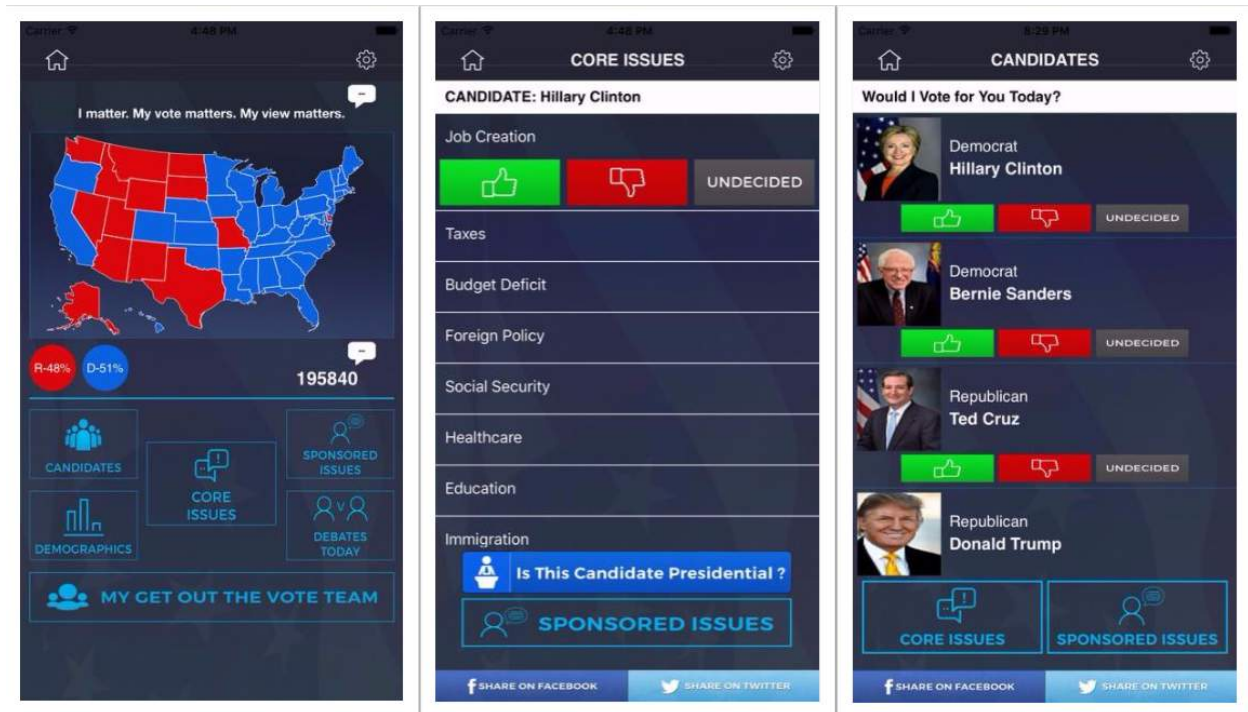 Carrier 4:48 PM
I matter. My vote matters. My view matters.
R-48%
D-51%
195840
CANDIDATES
CORE
ISSUES
SPONSORED
ISSUES
DEMOGRAPHICS
DEBATES
TODAY
MY GET OUT THE VOTE TEAM
Carrier 4:48 PM
CORE ISSUES
CANDIDATE: Hillary Clinton
Job Creation
UNDECIDED
Taxes
Budget Deficit
Foreign Policy
Social Security
Healthcare
Education
Immigration
Is This Candidate Presidential ?
SPONSORED ISSUES
f SHARE ON FACEBOOK
SHARE ON TWITTER
Carrier 8:29 PM
CANDIDATES
Would I Vote for You Today?
Democrat
Hillary Clinton
UNDECIDED
Democrat
Bernie Sanders
UNDECIDED
Republican
Ted Cruz
UNDECIDED
Republican
Donald Trump
CORE ISSUES
SPONSORED ISSUES
f SHARE ON FACEBOOK
SHARE ON TWITTER